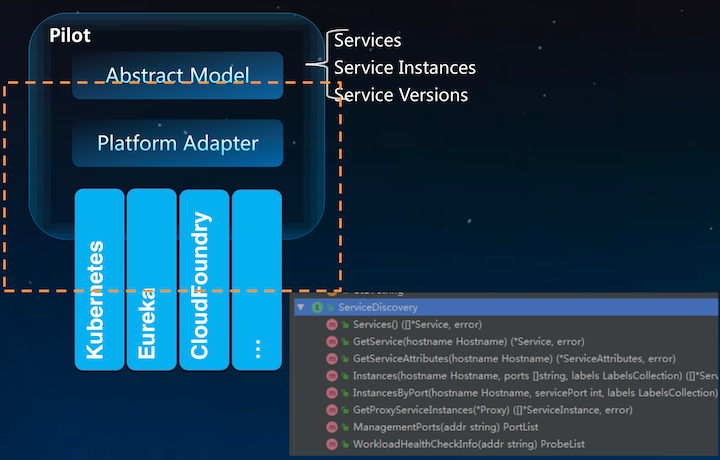 Pilot
Abstract Model
Platform Adapter
Kubernetes
Eureka
CloudFoundry
...
Services
Service Instances
Service Versions
ServiceDiscovery
Services() ([]*Service, error)
GetService(hostname Hostname) (*Service, error)
GetServiceAttributes(hostname Hostname) (*ServiceAttributes, error)
Instances(hostname Hostname, ports []string, labels LabelsCollection) ([]*Serv
InstancesByPort(hostname Hostname, servicePort int, labels LabelsCollection)
GetProxyServiceInstances(*Proxy) ([]*ServiceInstance, error)
ManagementPorts(addr string) PortList
WorkloadHealthCheckInfo(addr string) ProbeList